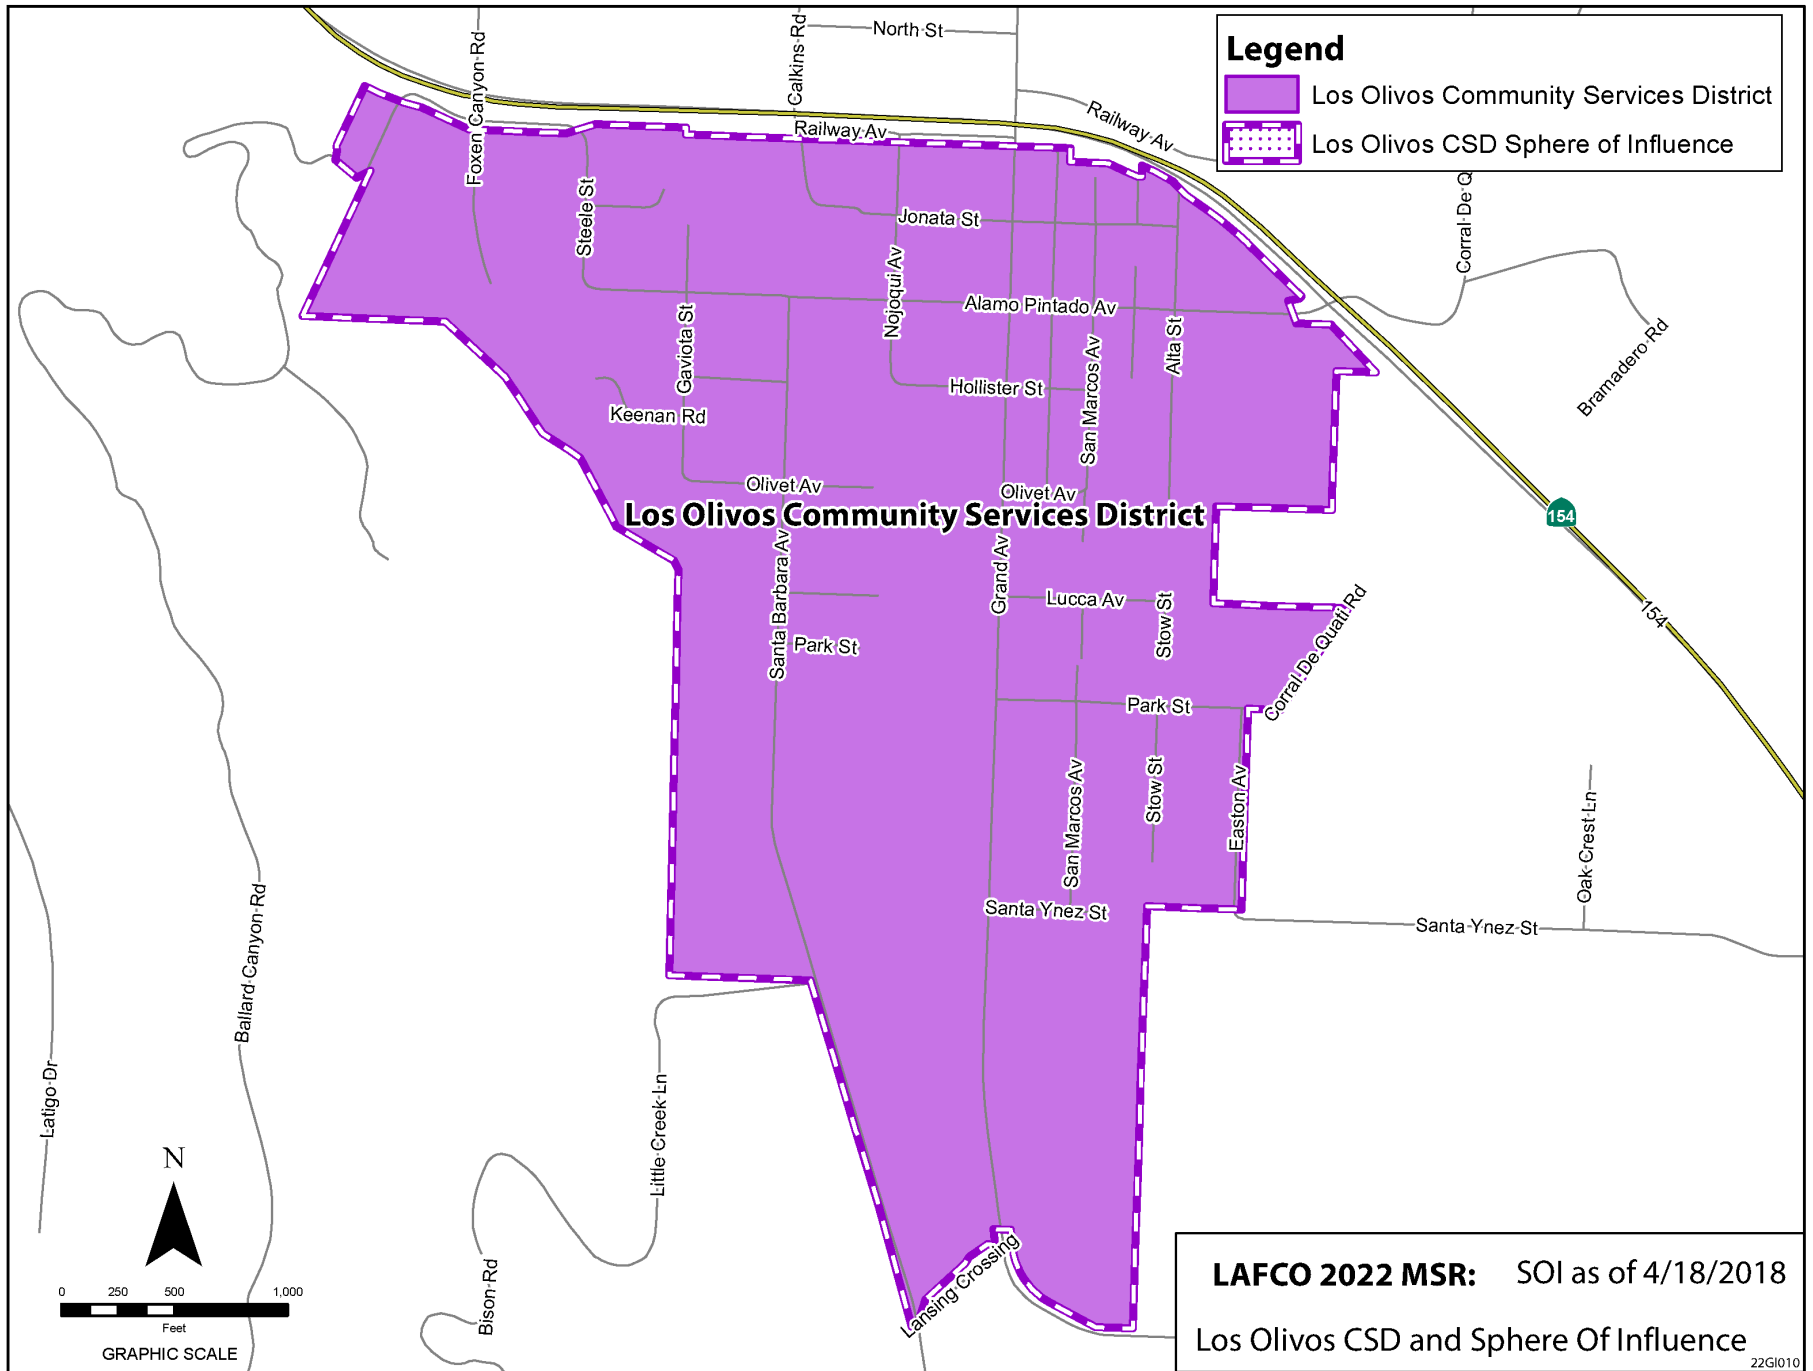 North St
Legend
Los Olivos Community Services District
Los Olivos CSD Sphere of Influence
Foxen Canyon Rd
Calkins Rd
Railway Av
Railway Av
Corral De Q
Steele St
Jonata St
Nojoqui Av
Alamo Pintado Av
Gaviota St
Alta St
San Marcos Av
Bramadero Rd
Hollister St
Keenan Rd
Olivet Av
Olivet Av
Los Olivos Community Services District
154
154
Santa Barbara Av
Grand Av
Lucca Av
Stow St
Corral De Quati Rd
Park St
Park St
San Marcos Av
Stow St
Easton Av
Oak Crest Ln
Santa Ynez St
Santa Ynez St
Ballard Canyon Rd
Latigo Dr
Little Creek Ln
Bison Rd
Lansing Crossing
N
0 250 500 1,000
Feet
GRAPHIC SCALE
LAFCO 2022 MSR: SOI as of 4/18/2018
Los Olivos CSD and Sphere Of Influence
22GI010